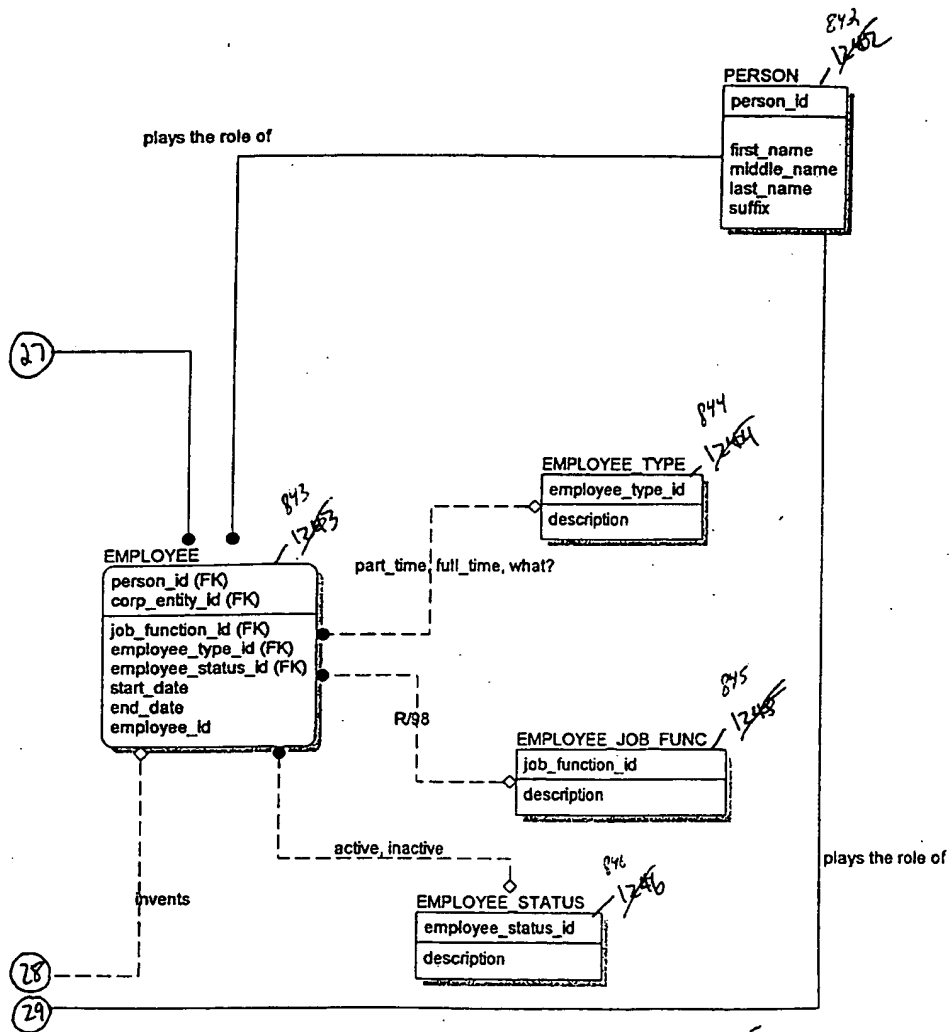 842
1242
PERSON
person_id
first_name
middle_name
last_name
suffix
plays the role of
27
844
1244
EMPLOYEE_TYPE
employee_type_id
description
part_time, full_time, what?
843
1243
EMPLOYEE
person_id (FK)
corp_entity_id (FK)
job_function_id (FK)
employee_type_id (FK)
employee_status_id (FK)
start_date
end_date
employee_id
R/98
845
1245
EMPLOYEE_JOB_FUNC
job_function_id
description
active, inactive
plays the role of
846
1246
EMPLOYEE_STATUS
employee_status_id
description
invents
28
29